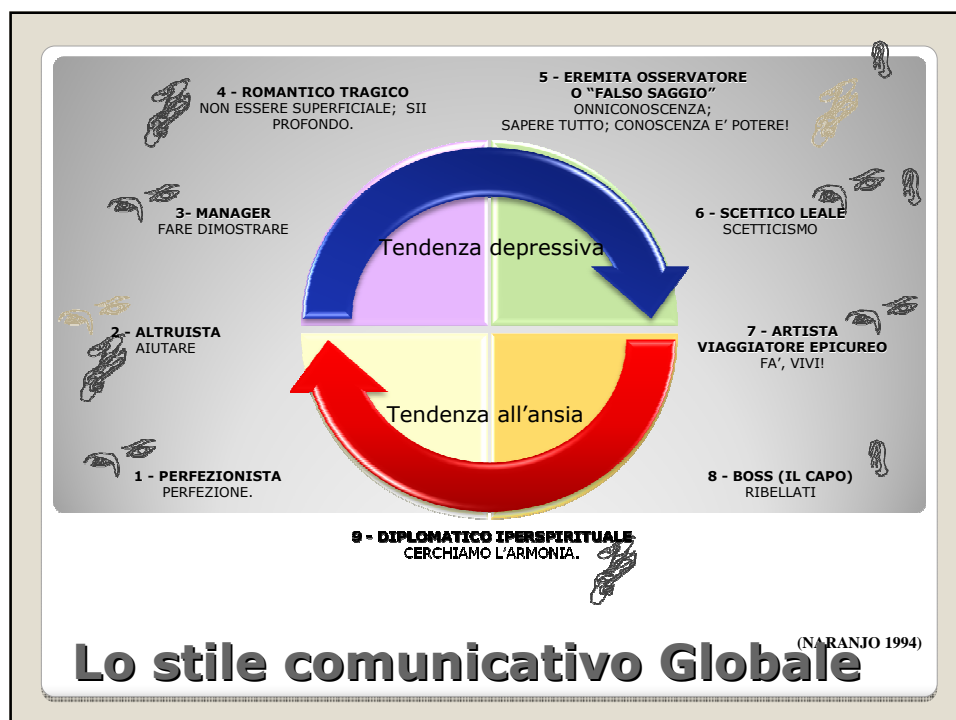 4 - ROMANTICO TRAGICO
NON ESSERE SUPERFICIALE; SII
PROFONDO.
5 - EREMITA OSSERVATORE
O “FALSO SAGGIO”
ONNICONOSCENZA;
SAPERE TUTTO; CONOSCENZA E’ POTERE!
3- MANAGER
FARE DIMOSTRARE
6 - SCETTICO LEALE
SCETTICISMO
Tendenza depressiva
2 - ALTRUISTA
AIUTARE
7 - ARTISTA
VIAGGIATORE EPICUREO
FA’, VIVI!
Tendenza all’ansia
1 - PERFEZIONISTA
PERFEZIONE.
8 - BOSS (IL CAPO)
RIBELLATI
9 - DIPLOMATICO IPERSPIRITUALE
CERCHIAMO L’ARMONIA.
(NARANJO 1994)
Lo stile comunicativo Globale